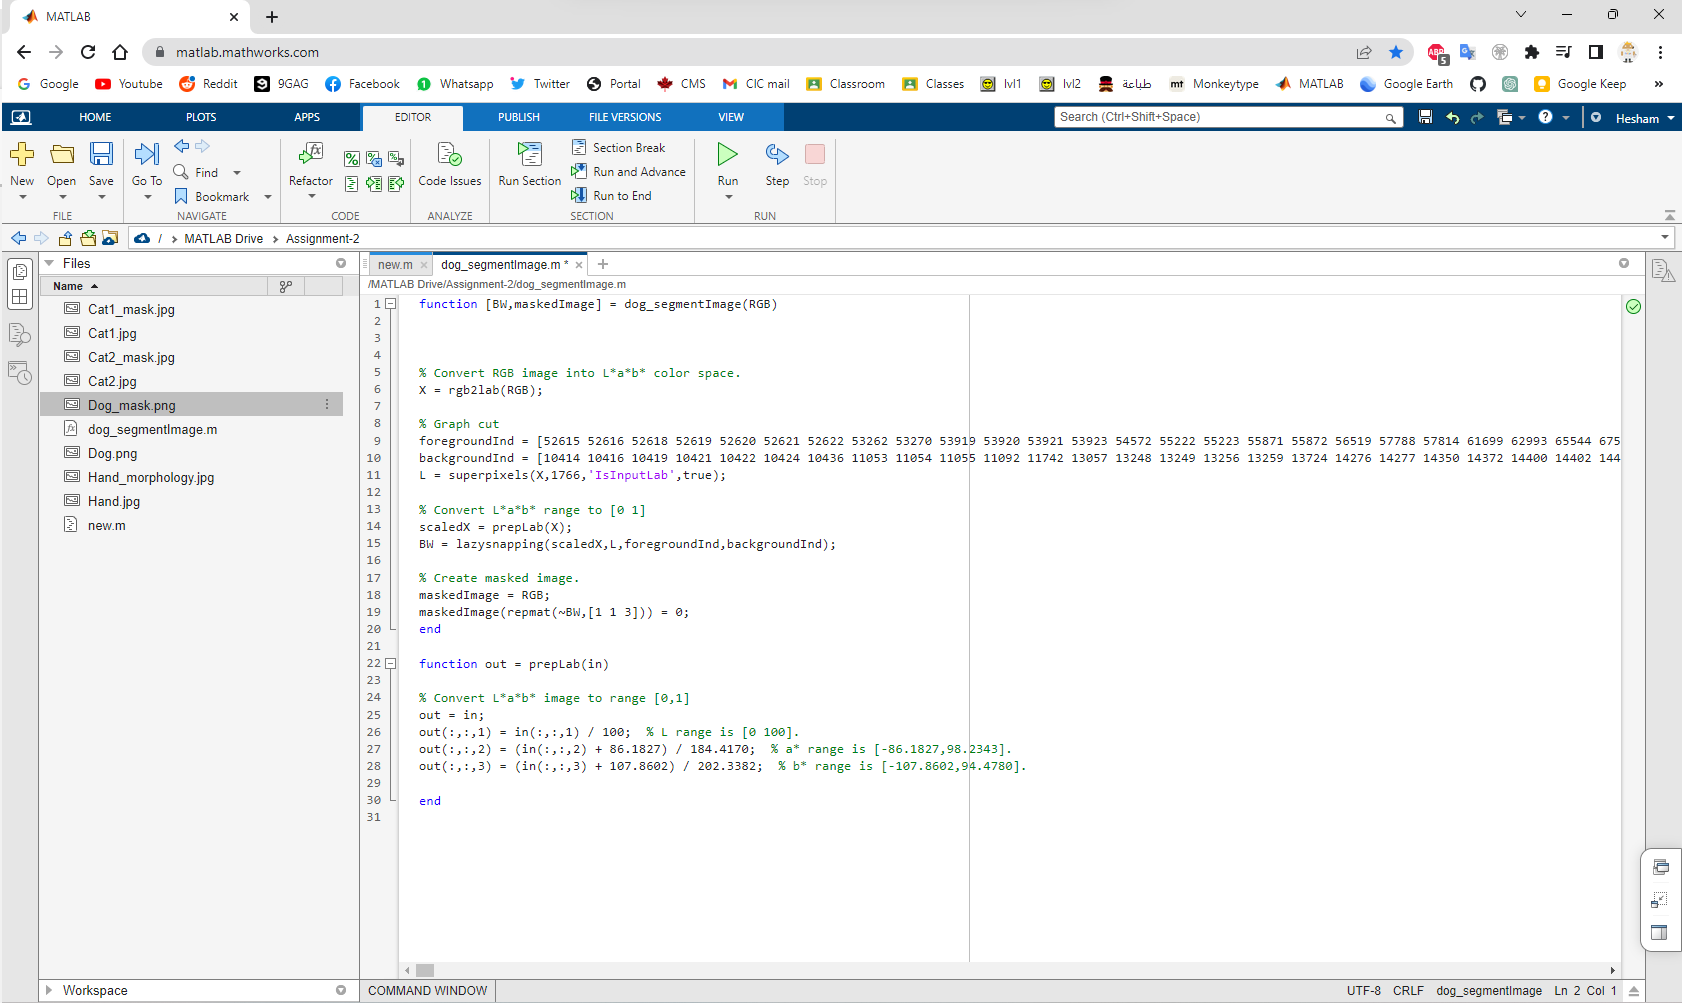 MATLAB
matlab.mathworks.com
ABP 5
Google Youtube Reddit 9GAG Facebook Whatsapp Twitter Portal CMS CIC mail Classroom Classes lvl1 lvl2 طباعة mt Monkeytype MATLAB Google Earth Google Keep »
HOME PLOTS APPS EDITOR PUBLISH FILE VERSIONS VIEW Search (Ctrl+Shift+Space) Hesham
New Open Save Go To Find Bookmark Refactor Code Issues Run Section Section Break Run and Advance Run to End Run Step Stop
FILE NAVIGATE CODE ANALYZE SECTION RUN
/ › MATLAB Drive › Assignment-2
Files
Name
Cat1_mask.jpg
Cat1.jpg
Cat2_mask.jpg
Cat2.jpg
Dog_mask.png
dog_segmentImage.m
Dog.png
Hand_morphology.jpg
Hand.jpg
new.m
new.m × dog_segmentImage.m * × +
/MATLAB Drive/Assignment-2/dog_segmentImage.m
1 function [BW,maskedImage] = dog_segmentImage(RGB)
2
3
4
5 % Convert RGB image into L*a*b* color space.
6 X = rgb2lab(RGB);
7
8 % Graph cut
9 foregroundInd = [52615 52616 52618 52619 52620 52621 52622 53262 53270 53919 53920 53921 53923 54572 55222 55223 55871 55872 56519 57788 57814 61699 62993 65544 675
10 backgroundInd = [10414 10416 10419 10421 10422 10424 10436 11053 11054 11055 11092 11742 13057 13248 13249 13256 13259 13724 14276 14277 14350 14372 14400 14402 144
11 L = superpixels(X,1766,'IsInputLab',true);
12
13 % Convert L*a*b* range to [0 1]
14 scaledX = prepLab(X);
15 BW = lazysnapping(scaledX,L,foregroundInd,backgroundInd);
16
17 % Create masked image.
18 maskedImage = RGB;
19 maskedImage(repmat(~BW,[1 1 3])) = 0;
20 end
21
22 function out = prepLab(in)
23
24 % Convert L*a*b* image to range [0,1]
25 out = in;
26 out(:,:,1) = in(:,:,1) / 100;  % L range is [0 100].
27 out(:,:,2) = (in(:,:,2) + 86.1827) / 184.4170;  % a* range is [-86.1827,98.2343].
28 out(:,:,3) = (in(:,:,3) + 107.8602) / 202.3382;  % b* range is [-107.8602,94.4780].
29
30 end
31
Workspace
COMMAND WINDOW
UTF-8 CRLF dog_segmentImage Ln 2 Col 1